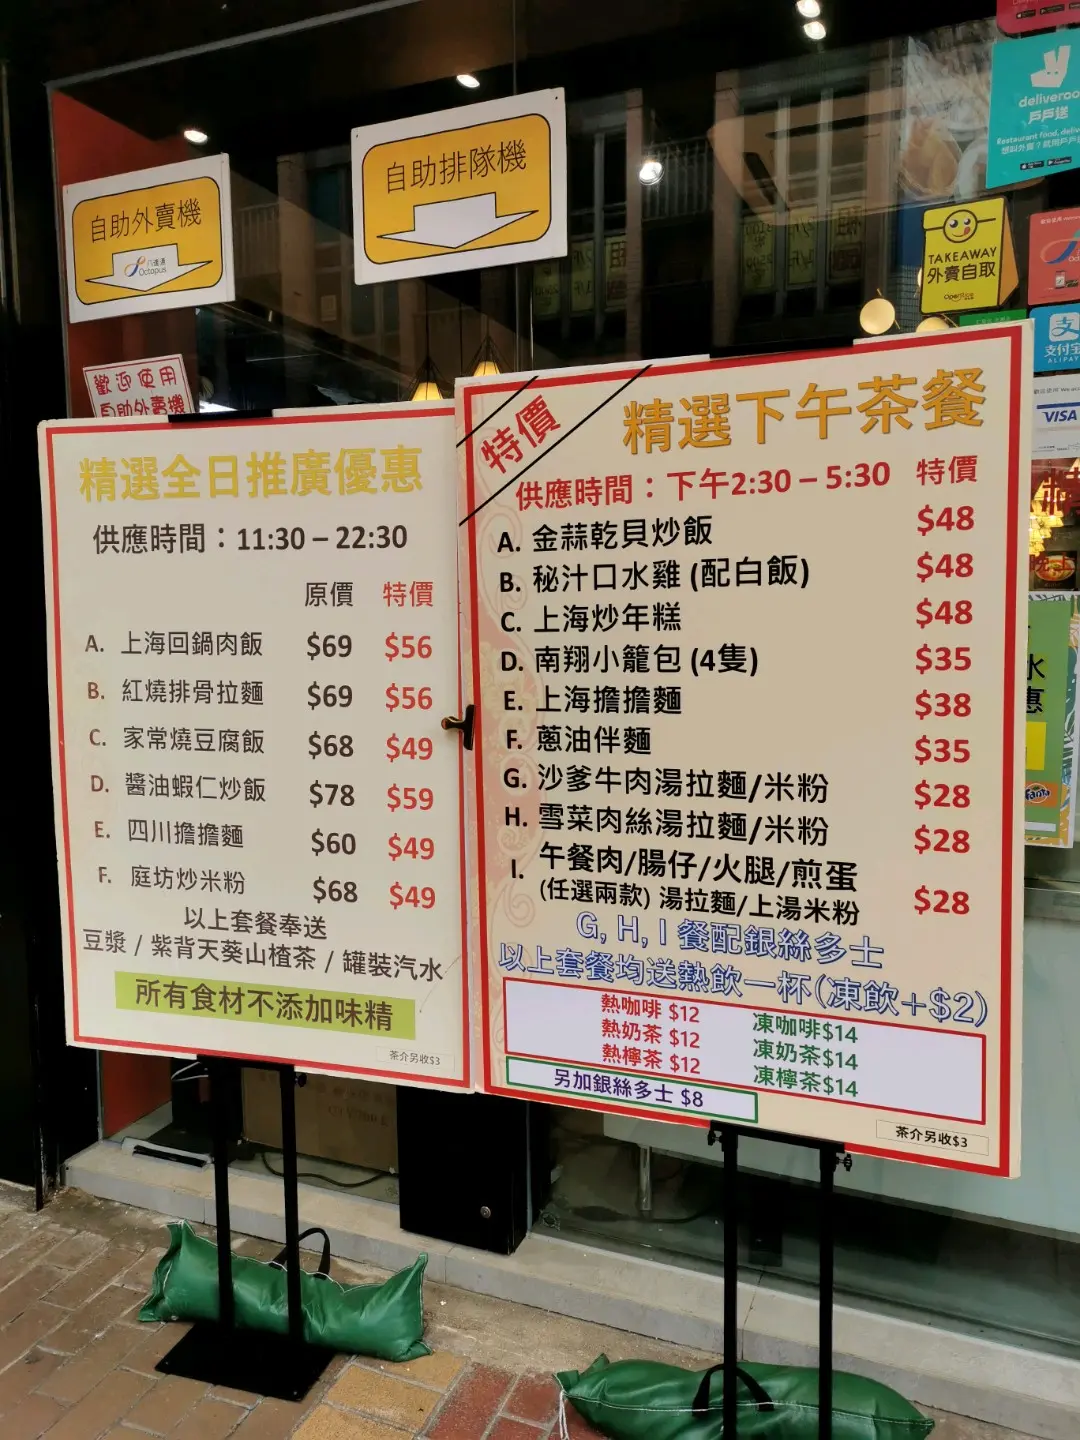 自助外賣機
八達通
Octopus
自助排隊機
deliveroo
戶戶送
TAKEAWAY
外賣自取
OpenRice
支付宝
ALIPAY
VISA
歡迎使用
自助外賣機
精選全日推廣優惠
供應時間：11:30 – 22:30
原價 特價
A. 上海回鍋肉飯 $69 $56
B. 紅燒排骨拉麵 $69 $56
C. 家常燒豆腐飯 $68 $49
D. 醬油蝦仁炒飯 $78 $59
E. 四川擔擔麵 $60 $49
F. 庭坊炒米粉 $68 $49
以上套餐奉送
豆漿 / 紫背天葵山楂茶 / 罐裝汽水
所有食材不添加味精
茶介另收$3
特價
精選下午茶餐
供應時間：下午2:30 – 5:30 特價
A. 金蒜乾貝炒飯 $48
B. 秘汁口水雞 (配白飯) $48
C. 上海炒年糕 $48
D. 南翔小籠包 (4隻) $35
E. 上海擔擔麵 $38
F. 蔥油伴麵 $35
G. 沙爹牛肉湯拉麵/米粉 $28
H. 雪菜肉絲湯拉麵/米粉 $28
I. 午餐肉/腸仔/火腿/煎蛋
(任選兩款) 湯拉麵/上湯米粉 $28
G, H, I 餐配銀絲多士
以上套餐均送熱飲一杯(凍飲+$2)
熱咖啡 $12 凍咖啡$14
熱奶茶 $12 凍奶茶$14
熱檸茶 $12 凍檸茶$14
另加銀絲多士 $8
茶介另收$3
Fanta